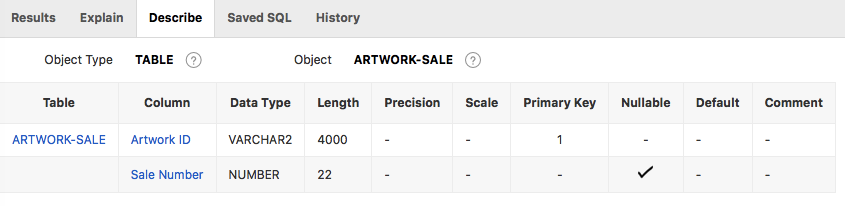 Results Explain Describe Saved SQL History
Object Type TABLE ? Object ARTWORK-SALE ?
Table Column Data Type Length Precision Scale Primary Key Nullable Default Comment
ARTWORK-SALE Artwork ID VARCHAR2 4000 - - 1 - - -
Sale Number NUMBER 22 - - - ✓ - -